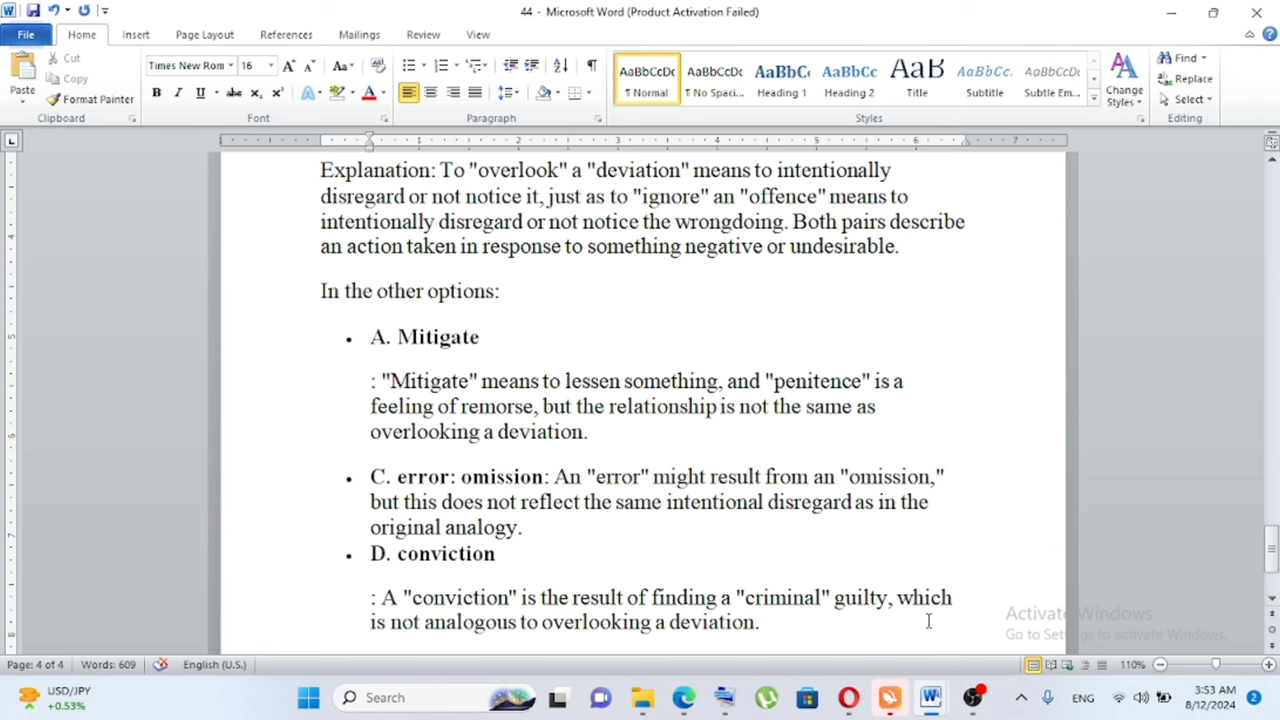 44 - Microsoft Word (Product Activation Failed)
File Home Insert Page Layout References Mailings Review View
Paste Cut Copy Format Painter Clipboard
Times New Rom 16 Font
Paragraph
AaBbCcDc ¶ Normal
AaBbCcDc ¶ No Spaci...
AaBbC Heading 1
AaBbCc Heading 2
AaB Title
AaBbCc. Subtitle
AaBbCcDc Subtle Em...
Styles
Change Styles
Find Replace Select Editing
Explanation: To "overlook" a "deviation" means to intentionally
disregard or not notice it, just as to "ignore" an "offence" means to
intentionally disregard or not notice the wrongdoing. Both pairs describe
an action taken in response to something negative or undesirable.
In the other options:
• A. Mitigate
: "Mitigate" means to lessen something, and "penitence" is a
feeling of remorse, but the relationship is not the same as
overlooking a deviation.
• C. error: omission: An "error" might result from an "omission,"
but this does not reflect the same intentional disregard as in the
original analogy.
• D. conviction
: A "conviction" is the result of finding a "criminal" guilty, which
is not analogous to overlooking a deviation.
Activate Windows
Go to Settings to activate Windows.
Page: 4 of 4 Words: 609 English (U.S.) 110%
USD/JPY
+0.53%
Search
ENG
3:53 AM
8/12/2024
2